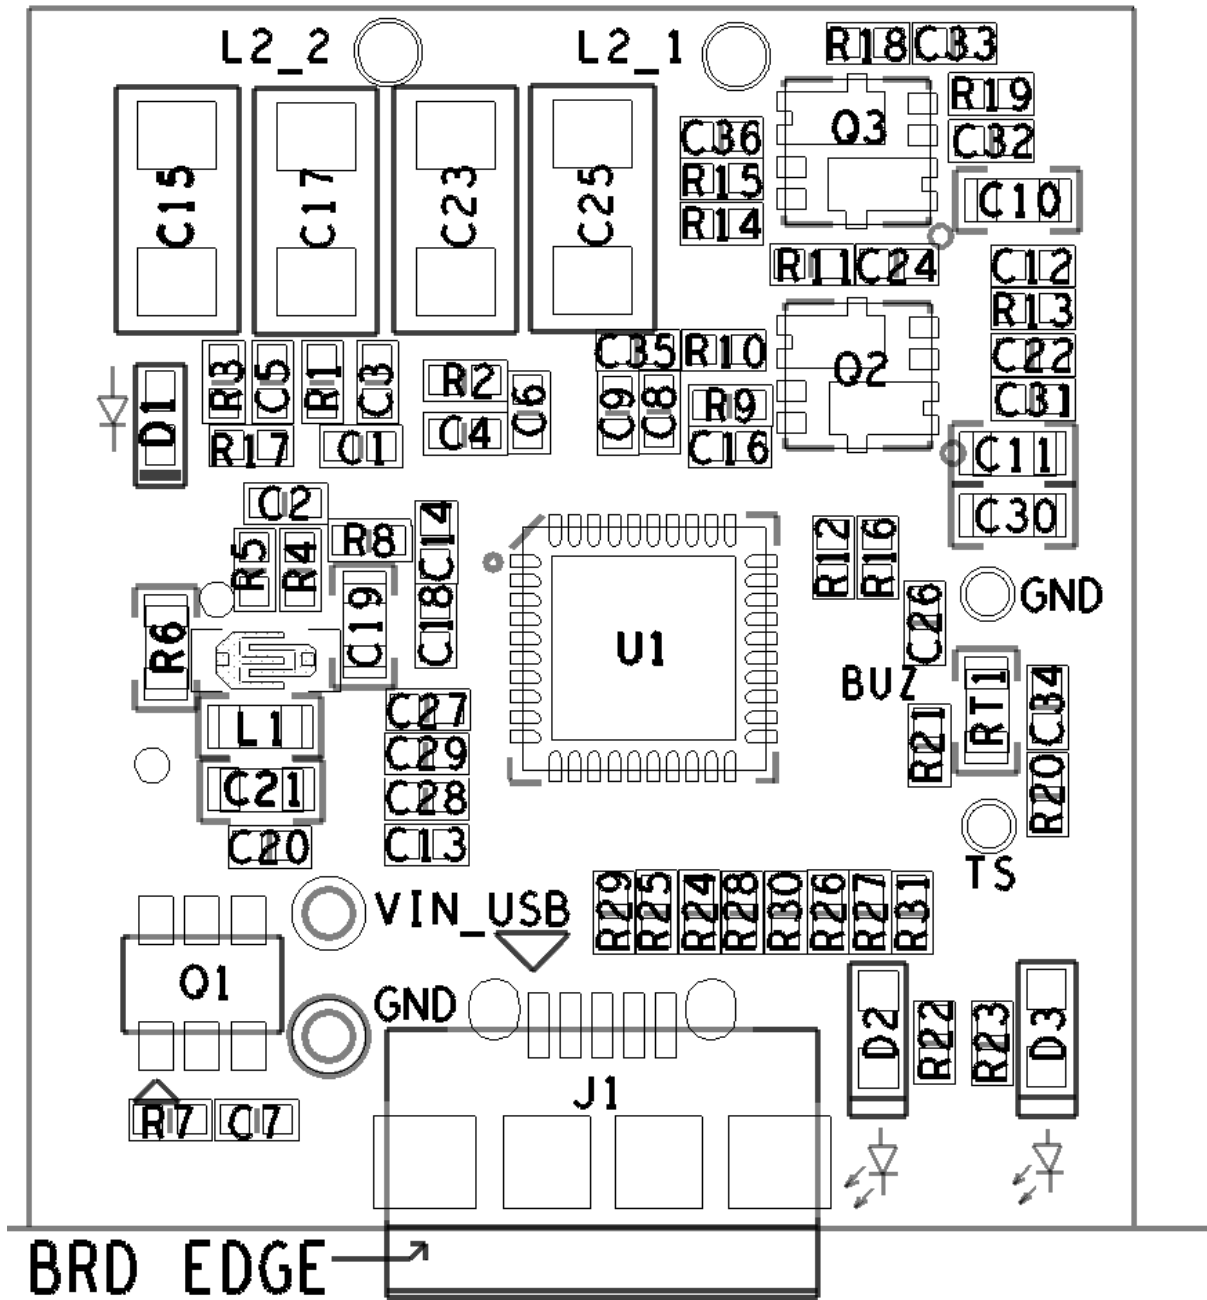 L2_2
L2_1
R18
C33
R19
C32
Q3
C36
R15
R14
C15
C17
C23
C25
C10
R11
C24
C12
R13
C22
C31
C35
R10
Q2
D1
R3
C5
R1
C3
R2
C6
C9
C8
R9
R17
C1
C4
C16
C11
C30
C2
R8
C14
R5
R4
R12
R16
GND
C26
R6
C19
C18
U1
BUZ
RT1
C34
L1
C27
C29
R21
C21
C28
R20
C20
C13
TS
VIN_USB
R29
R25
R24
R28
R30
R26
R27
R31
Q1
GND
D2
R22
R23
D3
J1
R7
C7
BRD EDGE